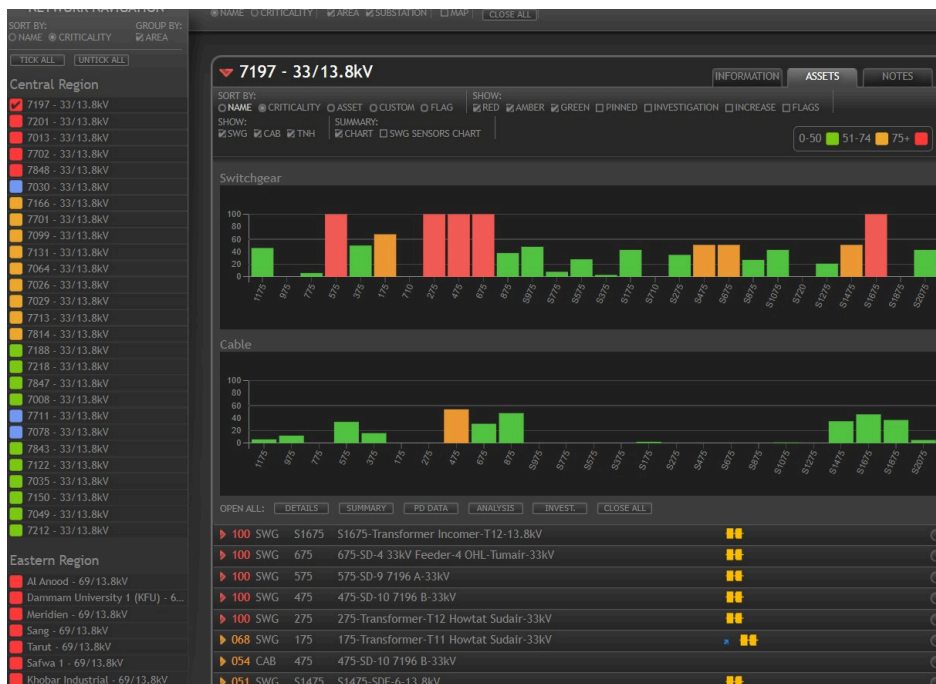 NETWORK NAVIGATION
SORT BY: GROUP BY:
NAME CRITICALITY AREA
TICK ALL UNTICK ALL
Central Region
7197 - 33/13.8kV
7201 - 33/13.8kV
7013 - 33/13.8kV
7702 - 33/13.8kV
7848 - 33/13.8kV
7030 - 33/13.8kV
7166 - 33/13.8kV
7701 - 33/13.8kV
7099 - 33/13.8kV
7131 - 33/13.8kV
7064 - 33/13.8kV
7026 - 33/13.8kV
7029 - 33/13.8kV
7713 - 33/13.8kV
7814 - 33/13.8kV
7188 - 33/13.8kV
7218 - 33/13.8kV
7847 - 33/13.8kV
7008 - 33/13.8kV
7711 - 33/13.8kV
7078 - 33/13.8kV
7843 - 33/13.8kV
7122 - 33/13.8kV
7035 - 33/13.8kV
7150 - 33/13.8kV
7049 - 33/13.8kV
7212 - 33/13.8kV
Eastern Region
Al Anood - 69/13.8kV
Dammam University 1 (KFU) - 6...
Meridien - 69/13.8kV
Sang - 69/13.8kV
Tarut - 69/13.8kV
Safwa 1 - 69/13.8kV
Khobar Industrial - 69/13.8kV
NAME CRITICALITY AREA SUBSTATION MAP CLOSE ALL
7197 - 33/13.8kV
INFORMATION ASSETS NOTES
SORT BY: SHOW:
NAME CRITICALITY ASSET CUSTOM FLAG RED AMBER GREEN PINNED INVESTIGATION INCREASE FLAGS
SHOW: SUMMARY:
SWG CAB TNH CHART SWG SENSORS CHART
0-50 51-74 75+
Switchgear
100
80
60
40
20
0
1175 975 775 575 375 175 710 275 475 675 875 S975 S775 S575 S375 S175 S710 S275 S475 S675 S875 S1075 S720 S1275 S1475 S1675 S1875 S2075
Cable
100
80
60
40
20
0
1175 975 775 575 375 175 275 475 675 875 S975 S775 S575 S375 S175 S275 S475 S675 S875 S1075 S1275 S1475 S1675 S1875 S2075
OPEN ALL: DETAILS SUMMARY PD DATA ANALYSIS INVEST. CLOSE ALL
100 SWG S1675 S1675-Transformer Incomer-T12-13.8kV
100 SWG 675 675-SD-4 33kV Feeder-4 OHL-Tumair-33kV
100 SWG 575 575-SD-9 7196 A-33kV
100 SWG 475 475-SD-10 7196 B-33kV
100 SWG 275 275-Transformer-T12 Howtat Sudair-33kV
068 SWG 175 175-Transformer-T11 Howtat Sudair-33kV
054 CAB 475 475-SD-10 7196 B-33kV
051 SWG S1475 S1475-SDF-6-13.8kV